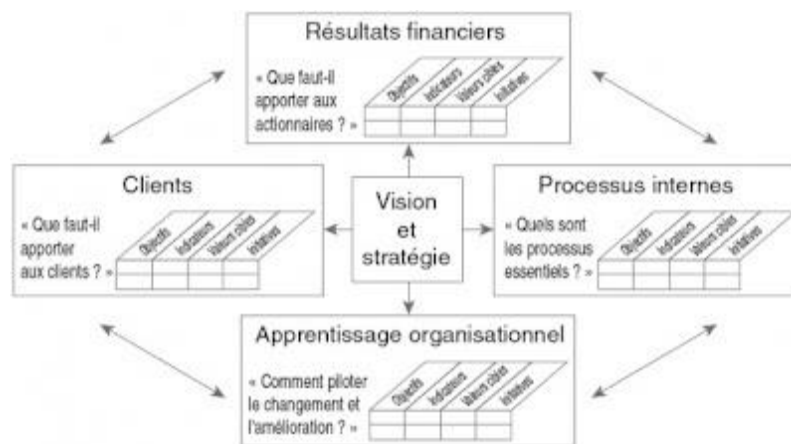 Résultats financiers
« Que faut-il
apporter aux
actionnaires ? »
Objectifs
Indicateurs
Valeurs cibles
Initiatives
Clients
« Que faut-il
apporter
aux clients ? »
Objectifs
Indicateurs
Valeurs cibles
Initiatives
Vision
et
stratégie
Processus internes
« Quels sont
les processus
essentiels ? »
Objectifs
Indicateurs
Valeurs cibles
Initiatives
Apprentissage organisationnel
« Comment piloter
le changement et
l'amélioration ? »
Objectifs
Indicateurs
Valeurs cibles
Initiatives